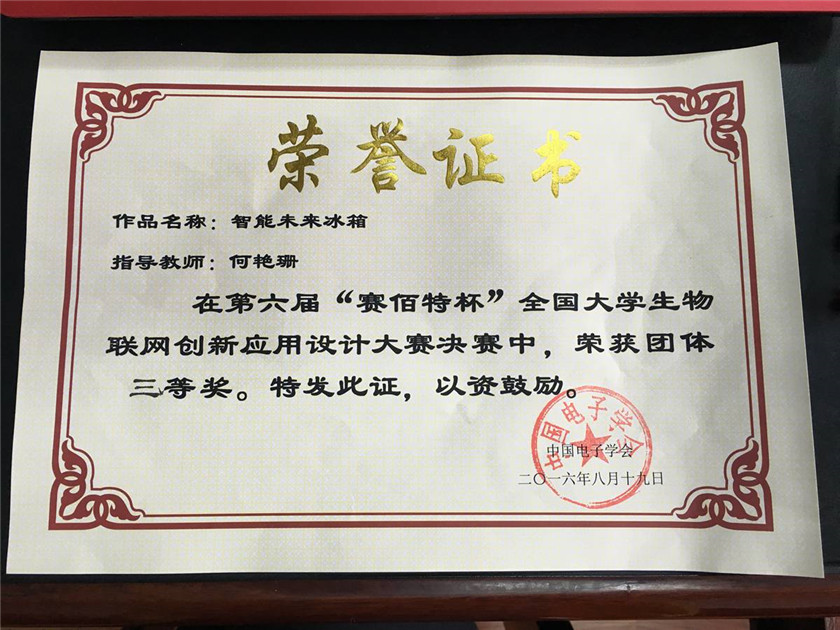 荣誉证书
作品名称：智能未来冰箱
指导教师：何艳珊
在第六届“赛佰特杯”全国大学生物
联网创新应用设计大赛决赛中，荣获团体
三等奖。特发此证，以资鼓励。
中国电子学会
中国电子学会
二〇一六年八月十九日